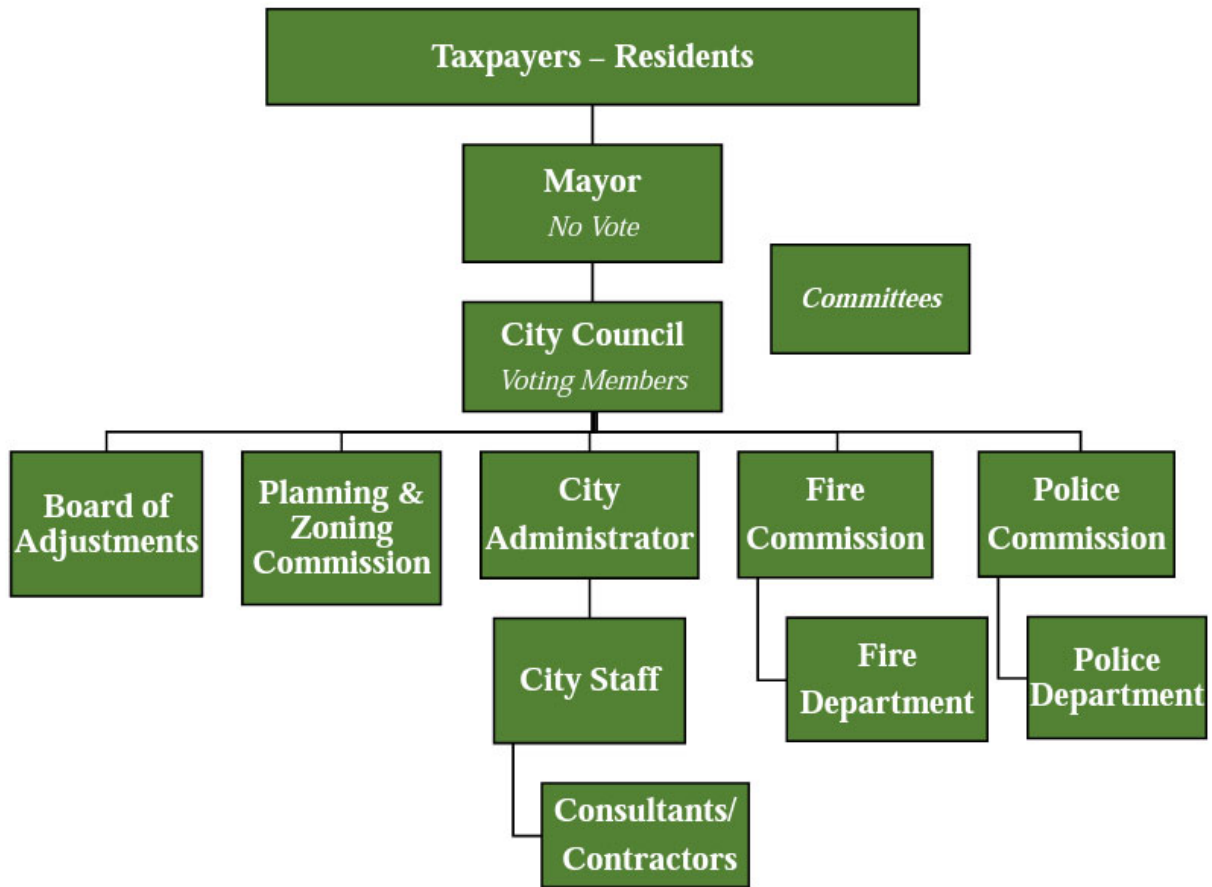 Taxpayers – Residents
Mayor
No Vote
Committees
City Council
Voting Members
Board of
Adjustments
Planning &
Zoning
Commission
City
Administrator
Fire
Commission
Police
Commission
City Staff
Fire
Department
Police
Department
Consultants/
Contractors